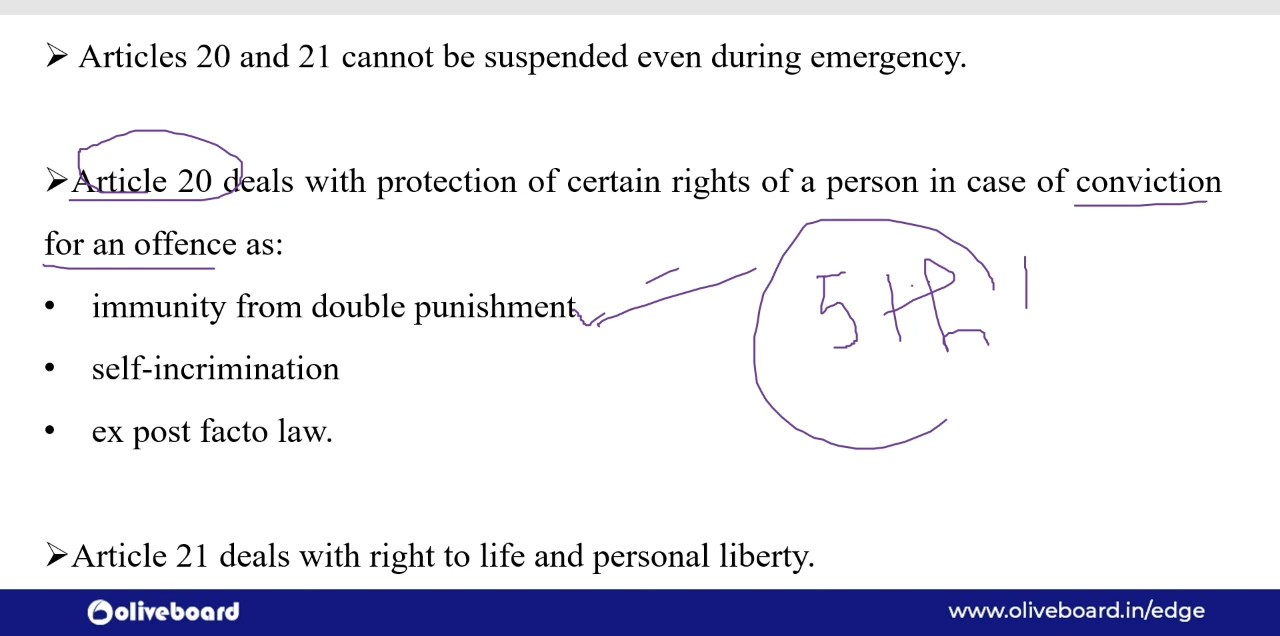 ➤ Articles 20 and 21 cannot be suspended even during emergency.
➤Article 20 deals with protection of certain rights of a person in case of conviction
for an offence as:
• immunity from double punishment
• self-incrimination
• ex post facto law.
➤Article 21 deals with right to life and personal liberty.
oliveboard www.oliveboard.in/edge